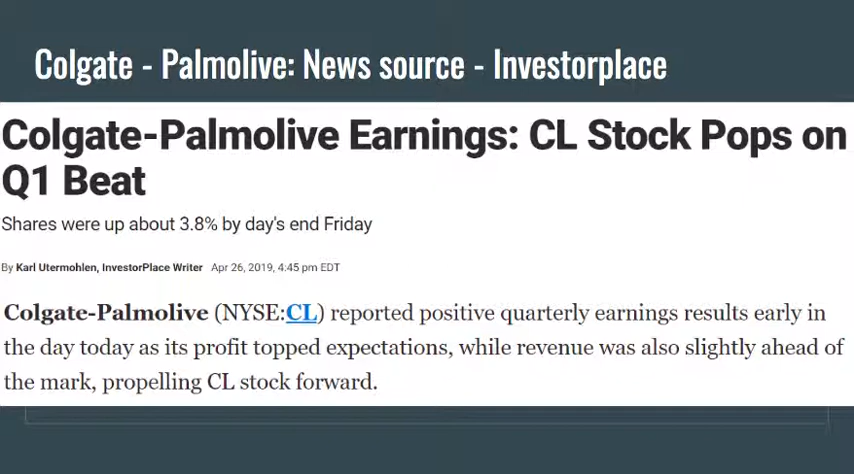 Colgate - Palmolive: News source - Investorplace
Colgate-Palmolive Earnings: CL Stock Pops on
Q1 Beat
Shares were up about 3.8% by day's end Friday
By Karl Utermohlen, InvestorPlace Writer Apr 26, 2019, 4:45 pm EDT
Colgate-Palmolive (NYSE:CL) reported positive quarterly earnings results early in
the day today as its profit topped expectations, while revenue was also slightly ahead of
the mark, propelling CL stock forward.